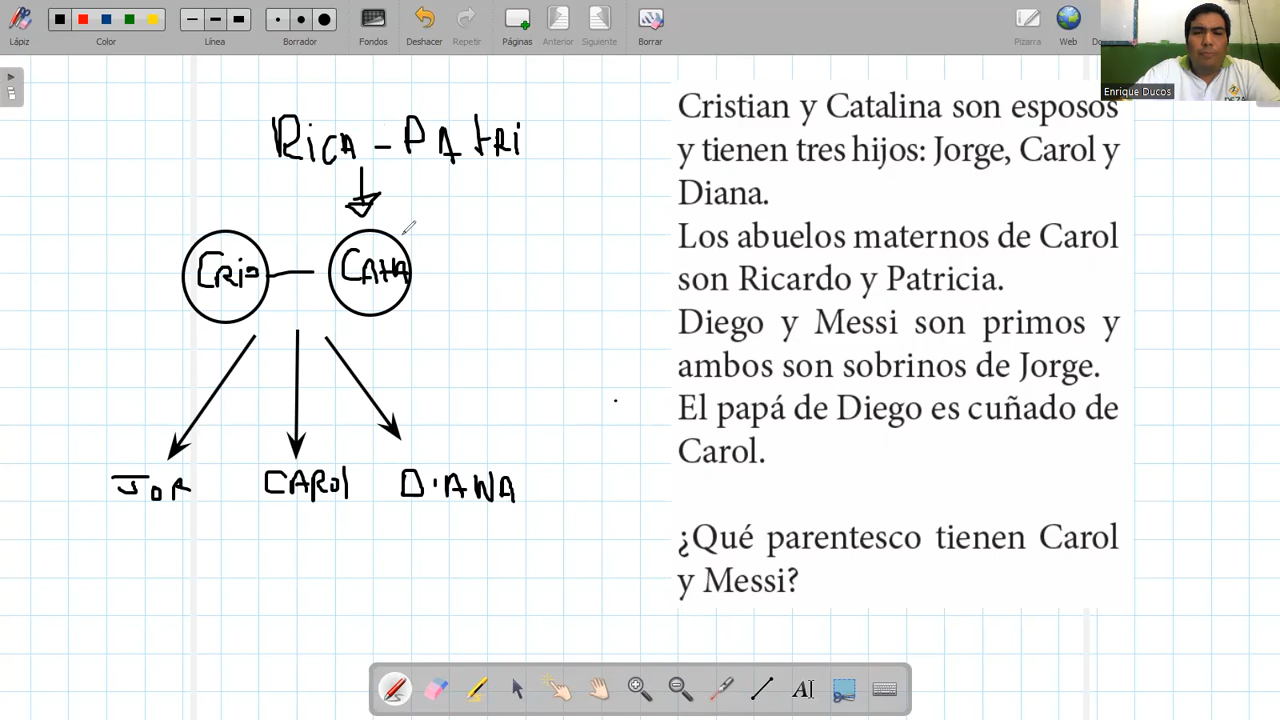 Lápiz
Color
Línea
Borrador
Fondos
Deshacer
Repetir
Páginas
Anterior
Siguiente
Borrar
Pizarra
Web
Enrique Ducos
RiCA - PAtRi
CRiS
CAtA
JOR
CARol
DiANA
Cristian y Catalina son esposos
y tienen tres hijos: Jorge, Carol y
Diana.
Los abuelos maternos de Carol
son Ricardo y Patricia.
Diego y Messi son primos y
ambos son sobrinos de Jorge.
El papá de Diego es cuñado de
Carol.
¿Qué parentesco tienen Carol
y Messi?